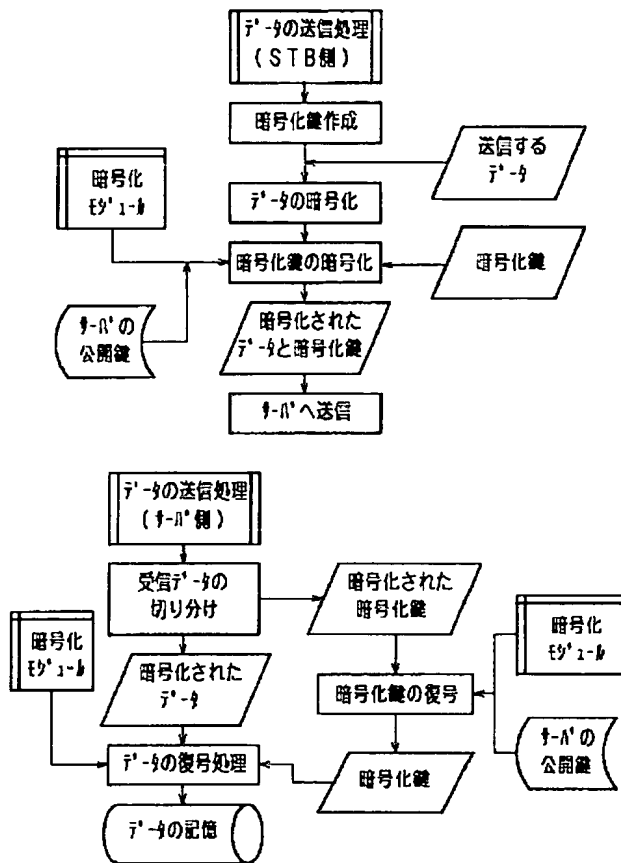 ﾃﾞｰﾀの送信処理
(STB側)
暗号化鍵作成
送信する
ﾃﾞｰﾀ
暗号化
ﾓｼﾞｭｰﾙ
ﾃﾞｰﾀの暗号化
暗号化鍵の暗号化
暗号化鍵
ｻｰﾊﾞの
公開鍵
暗号化された
ﾃﾞｰﾀと暗号化鍵
ｻｰﾊﾞへ送信
ﾃﾞｰﾀの送信処理
(ｻｰﾊﾞ側)
受信ﾃﾞｰﾀの
切り分け
暗号化された
暗号化鍵
暗号化
ﾓｼﾞｭｰﾙ
暗号化
ﾓｼﾞｭｰﾙ
暗号化された
ﾃﾞｰﾀ
暗号化鍵の復号
ｻｰﾊﾞの
公開鍵
ﾃﾞｰﾀの復号処理
暗号化鍵
ﾃﾞｰﾀの記憶